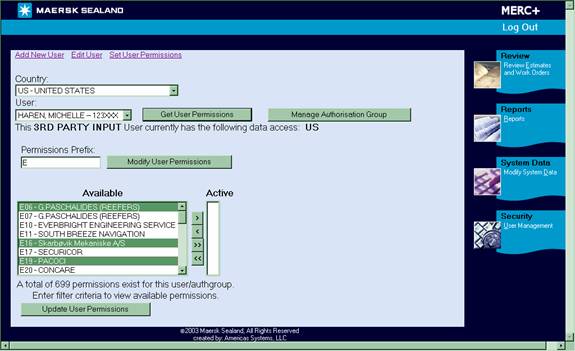 MAERSK SEALAND
MERC+
Log Out
Add New User Edit User Set User Permissions
Country:
US - UNITED STATES
User:
HAREN, MICHELLE - 123XXX
Get User Permissions
Manage Authorisation Group
This 3RD PARTY INPUT User currently has the following data access: US
Permissions Prefix:
E
Modify User Permissions
Available
Active
E06 - G.PASCHALIDES (REEFERS)
E07 - G.PASCHALIDES (REEFERS)
E10 - EVERBRIGHT ENGINEERING SERVICE
E11 - SOUTH BREEZE NAVIGATION
E16 - Skarbøvik Mekaniske A/S
E17 - SECURICOR
E19 - PACOCI
E20 - CONCARE
>
<
>>
<<
A total of 699 permissions exist for this user/authgroup.
Enter filter criteria to view available permissions.
Update User Permissions
Review
Review Estimates
and Work Orders
Reports
Reports
System Data
Modify System Data
Security
User Management
©2003 Maersk Sealand, All Rights Reserved
created by: Americas Systems, LLC